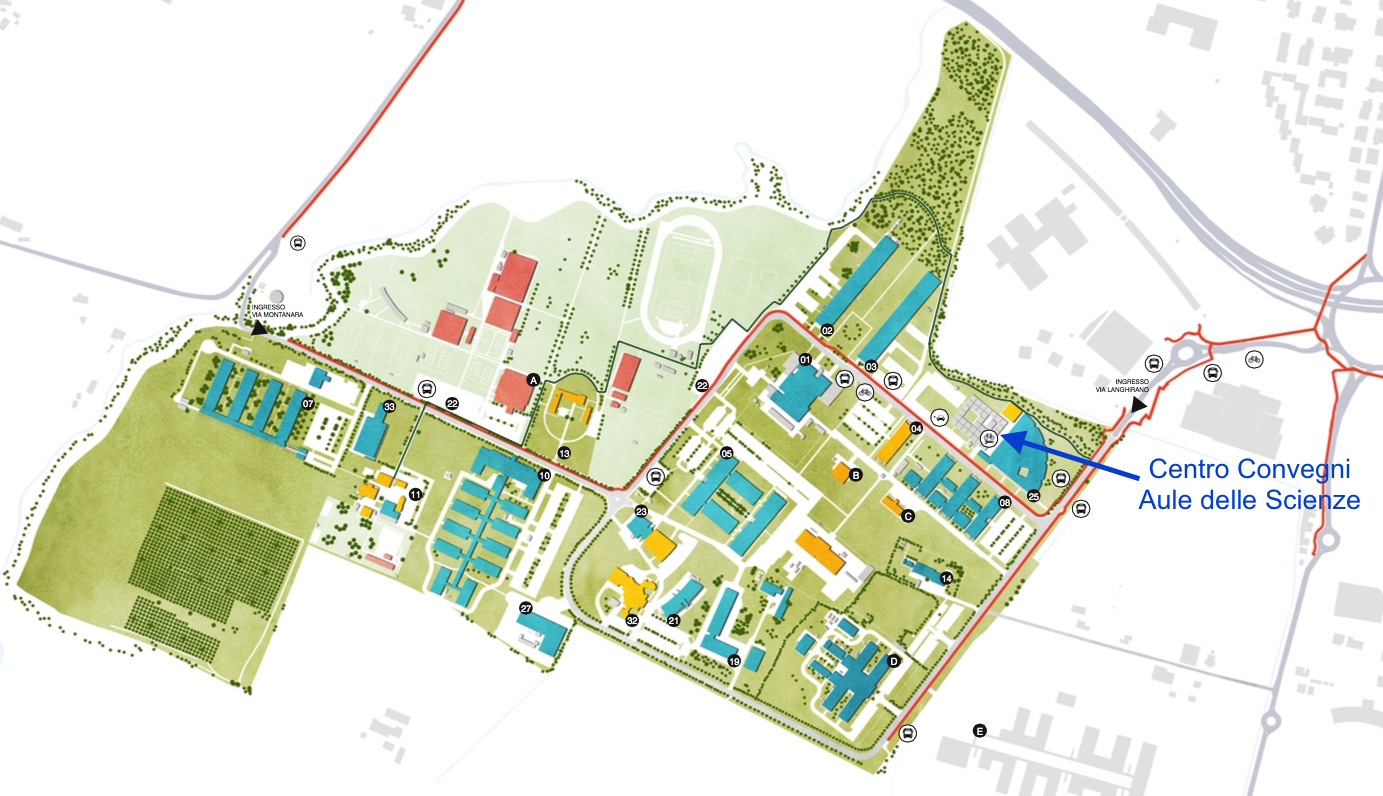 INGRESSO
VIA MONTANARA
02
01
03
A
22
INGRESSO
VIA LANGHIRANO
07
33
22
04
13
05
10
B
Centro Convegni
Aule delle Scienze
11
25
08
C
23
14
27
32
21
19
D
E